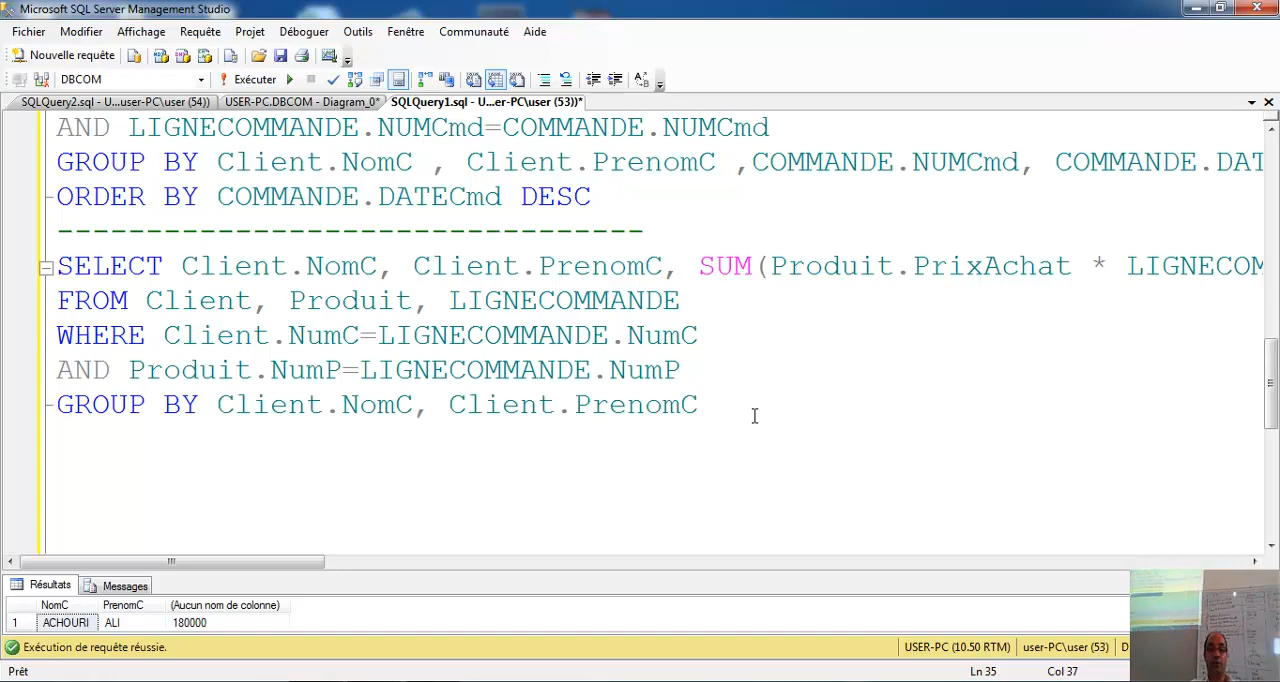 Microsoft SQL Server Management Studio
Fichier Modifier Affichage Requête Projet Déboguer Outils Fenêtre Communauté Aide
Nouvelle requête
DBCOM Exécuter
SQLQuery2.sql - U...user-PC\user (54)) USER-PC.DBCOM - Diagram_0* SQLQuery1.sql - U...er-PC\user (53))*
AND LIGNECOMMANDE.NUMCmd=COMMANDE.NUMCmd
GROUP BY Client.NomC , Client.PrenomC ,COMMANDE.NUMCmd, COMMANDE.DAT
ORDER BY COMMANDE.DATECmd DESC
---------------------------------
SELECT Client.NomC, Client.PrenomC, SUM(Produit.PrixAchat * LIGNECOM
FROM Client, Produit, LIGNECOMMANDE
WHERE Client.NumC=LIGNECOMMANDE.NumC
AND Produit.NumP=LIGNECOMMANDE.NumP
GROUP BY Client.NomC, Client.PrenomC
Résultats Messages
NomC PrenomC (Aucun nom de colonne)
1 ACHOURI ALI 180000
Exécution de requête réussie. USER-PC (10.50 RTM) user-PC\user (53) D
Prêt Ln 35 Col 37